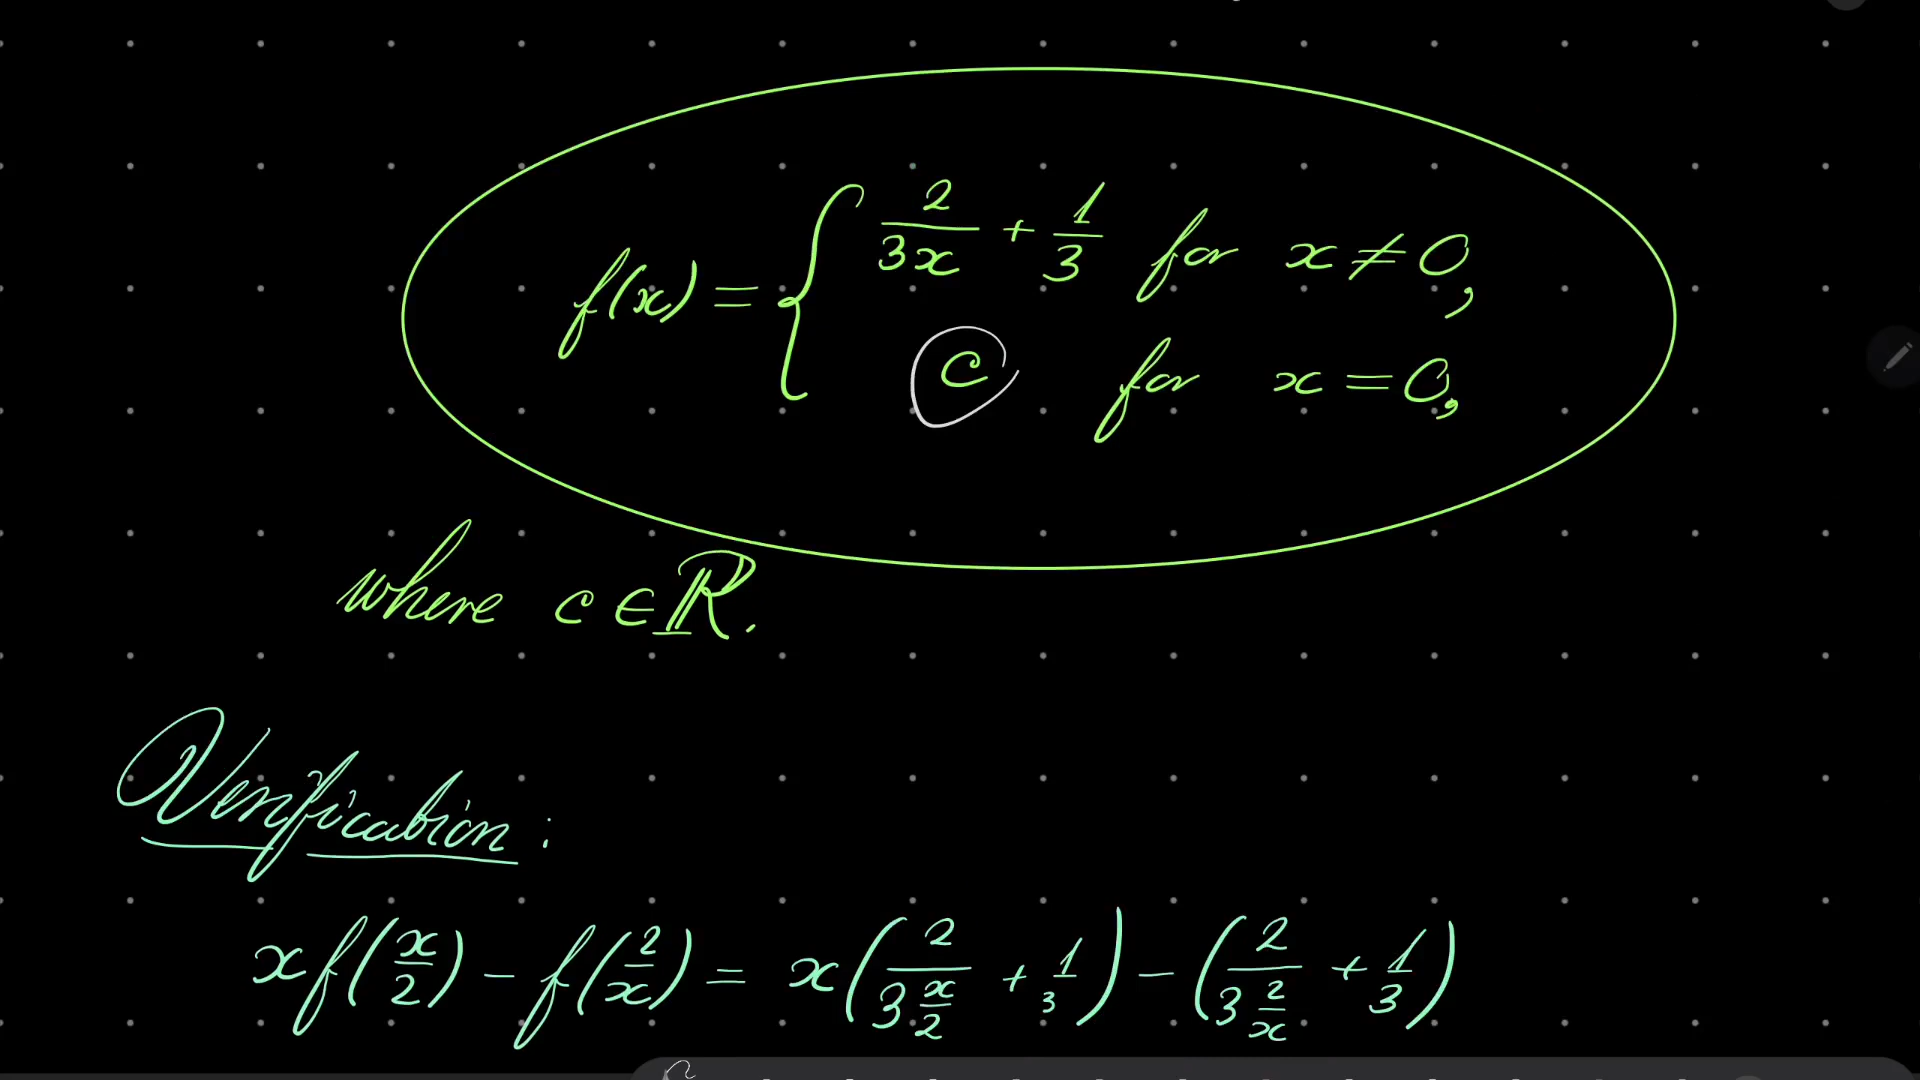 f(x) = { 2/(3x) + 1/3 for x ≠ 0,
c for x = 0,
where c ∈ ℝ.
Verification:
x f(x/2) − f(2/x) = x(2/(3 x/2) + 1/3) − (2/(3 2/x) + 1/3)